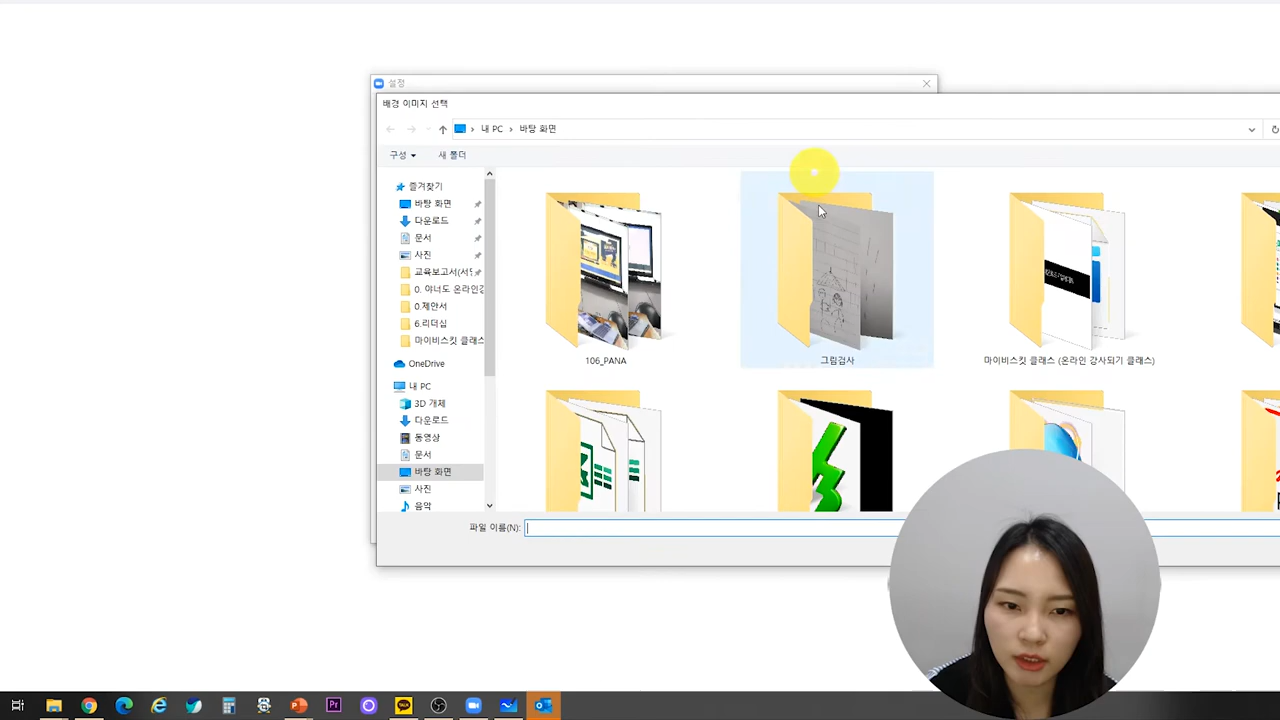 설정
배경 이미지 선택
내 PC > 바탕 화면
구성 새 폴더
즐겨찾기
바탕 화면
다운로드
문서
사진
교육보고서(서
0. 야너도 온라인강
0.제안서
6.리더십
마이비스킷 클래스
OneDrive
내 PC
3D 개체
다운로드
동영상
문서
바탕 화면
사진
음악
106_PANA
그림검사
마이비스킷 클래스 (온라인 강사되기 클래스)
파일 이름(N):
TALK
Pr